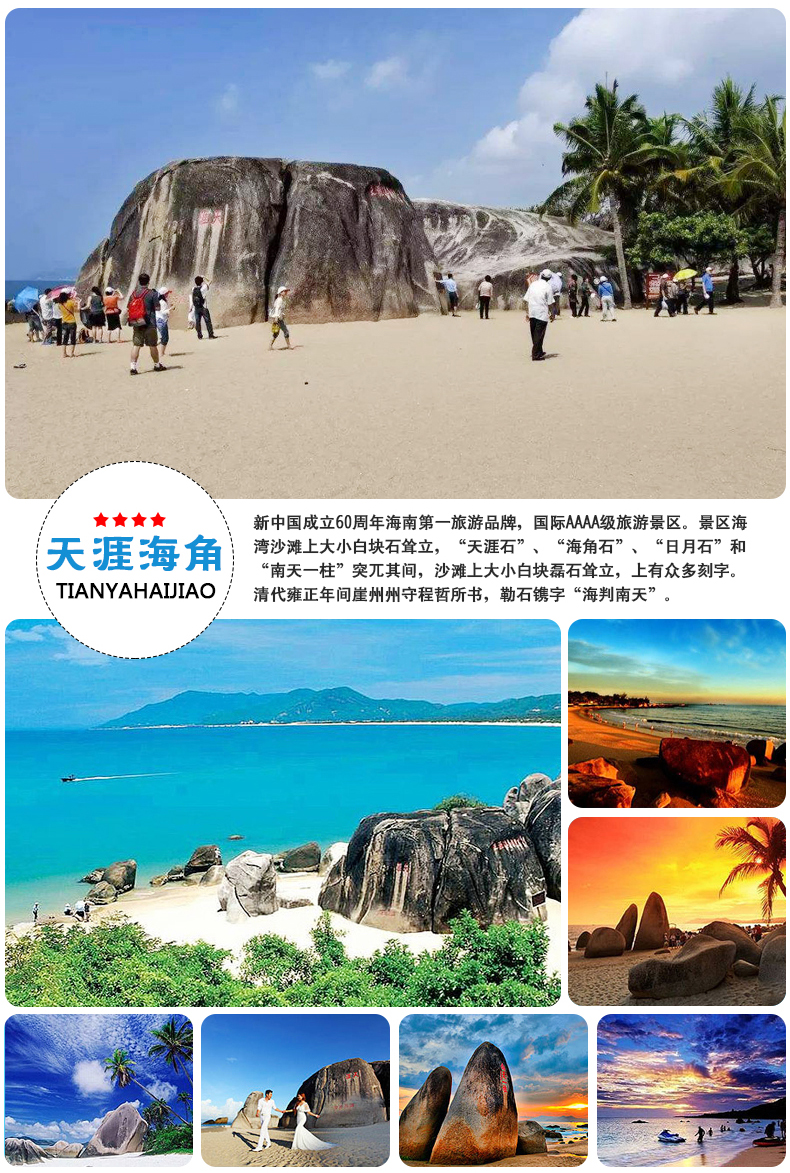 天涯海角
TIANYAHAIJIAO
新中国成立60周年海南第一旅游品牌，国际AAAA级旅游景区。景区海
湾沙滩上大小白块石耸立，“天涯石”、“海角石”、“日月石”和
“南天一柱”突兀其间，沙滩上大小白块磊石耸立，上有众多刻字。
清代雍正年间崖州州守程哲所书，勒石镌字“海判南天”。